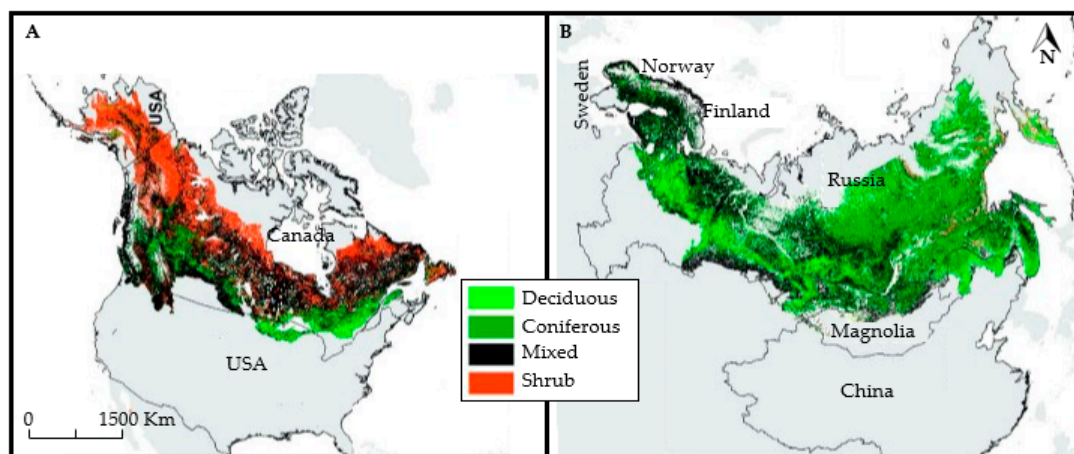 A
USA
Canada
USA
0 1500 Km
B
N
Norway
Sweden
Finland
Russia
Magnolia
China
Deciduous
Coniferous
Mixed
Shrub